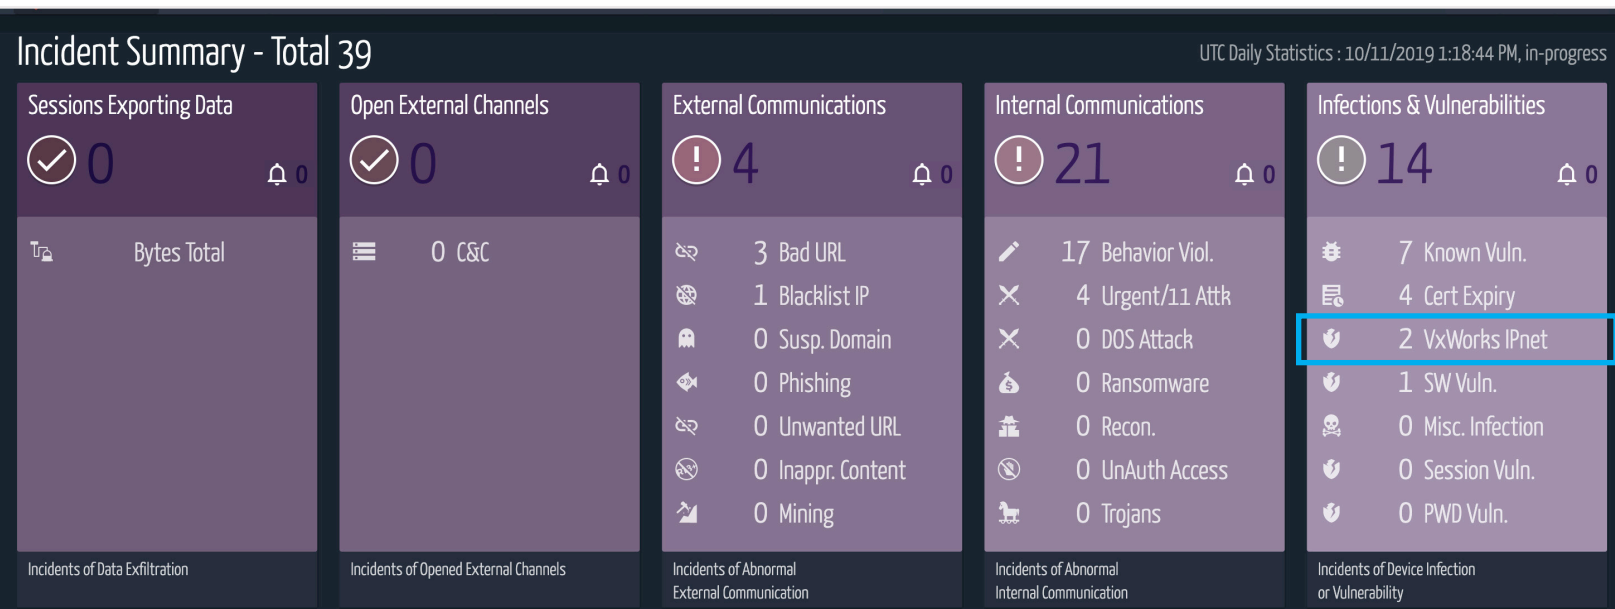 Incident Summary - Total 39
UTC Daily Statistics : 10/11/2019 1:18:44 PM, in-progress
Sessions Exporting Data
0
0
Bytes Total
Incidents of Data Exfiltration
Open External Channels
0
0
0 C&C
Incidents of Opened External Channels
External Communications
4
0
3 Bad URL
1 Blacklist IP
0 Susp. Domain
0 Phishing
0 Unwanted URL
0 Inappr. Content
0 Mining
Incidents of Abnormal
External Communication
Internal Communications
21
0
17 Behavior Viol.
4 Urgent/11 Attk
0 DOS Attack
0 Ransomware
0 Recon.
0 UnAuth Access
0 Trojans
Incidents of Abnormal
Internal Communication
Infections & Vulnerabilities
14
0
7 Known Vuln.
4 Cert Expiry
2 VxWorks IPnet
1 SW Vuln.
0 Misc. Infection
0 Session Vuln.
0 PWD Vuln.
Incidents of Device Infection
or Vulnerability